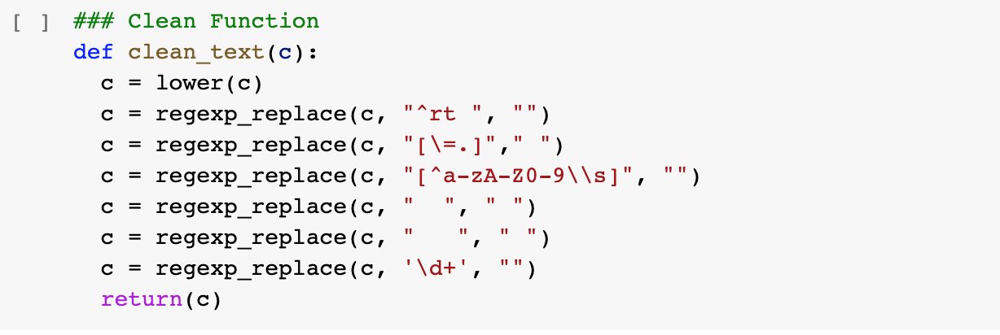 [ ] ### Clean Function
def clean_text(c):
  c = lower(c)
  c = regexp_replace(c, "^rt ", "")
  c = regexp_replace(c, "[\=.]"," ")
  c = regexp_replace(c, "[^a-zA-Z0-9\\s]", "")
  c = regexp_replace(c, "  ", " ")
  c = regexp_replace(c, "   ", " ")
  c = regexp_replace(c, '\d+', "")
  return(c)